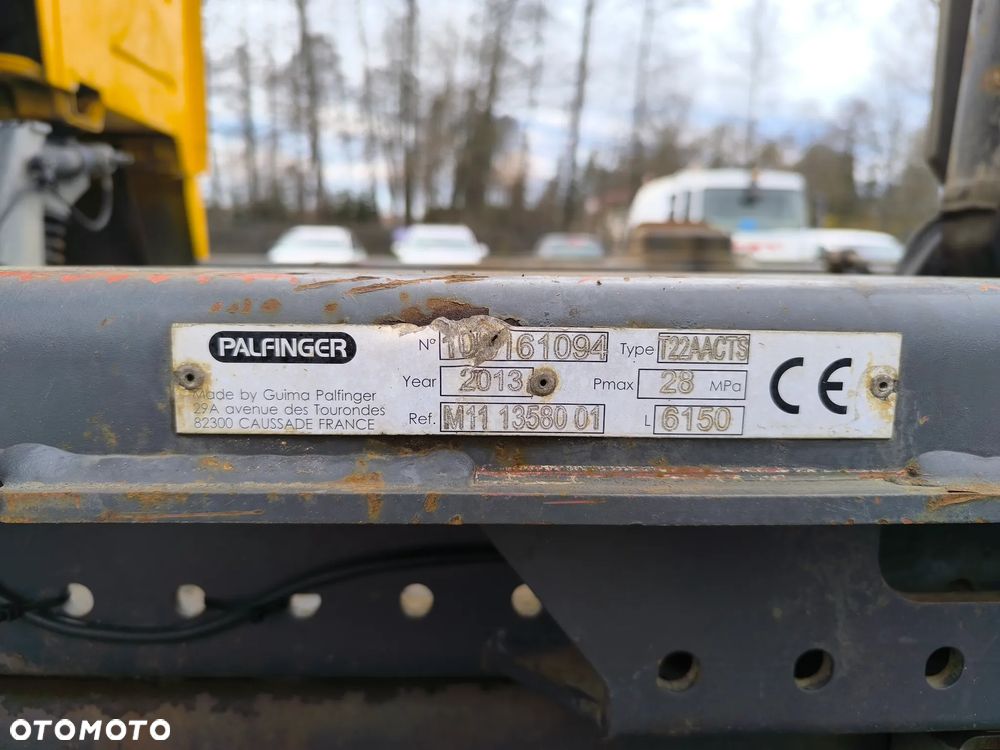 PALFINGER
Made by Guima Palfinger
29A avenue des Tourondes
82300 CAUSSADE FRANCE
N° 161094 Type T22AACTS
Year 2013 Pmax 28 MPa
Ref. M11 13580 01 L 6150
CE
OTOMOTO